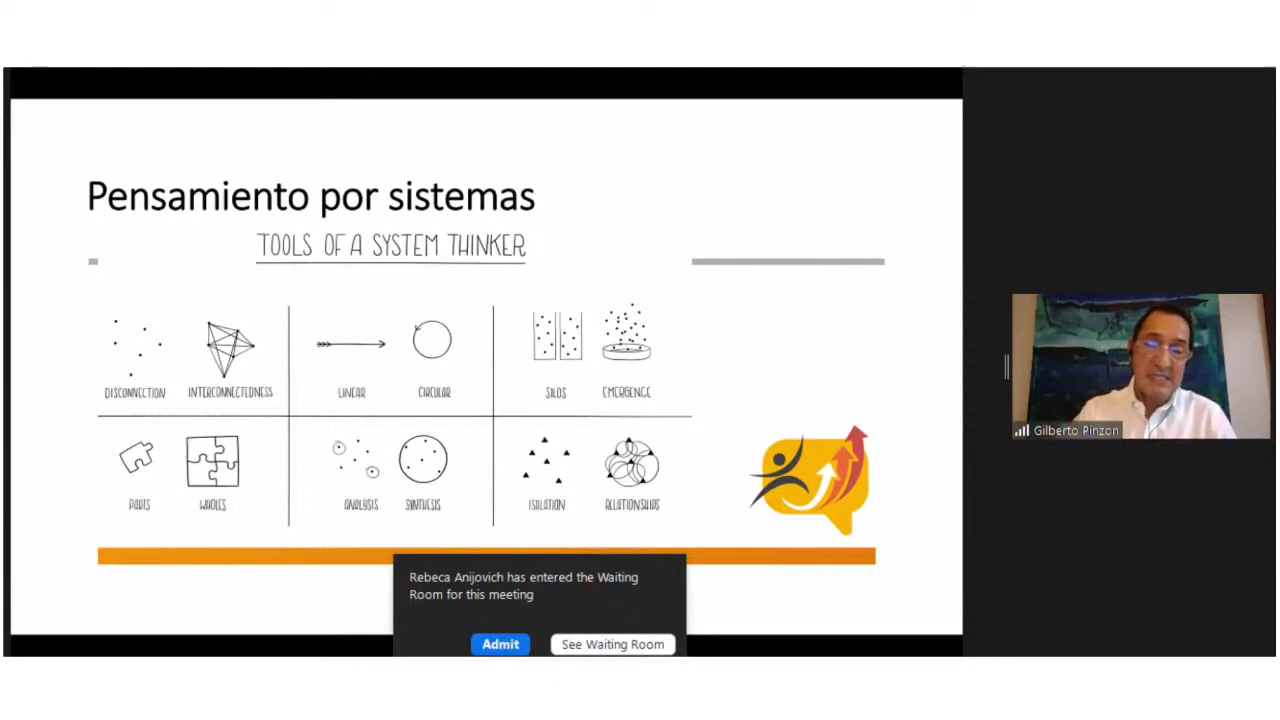 Pensamiento por sistemas
TOOLS OF A SYSTEM THINKER
DISCONNECTION INTERCONNECTEDNESS LINEAR CIRCULAR SILOS EMERGENCE
PARTS WHOLES ANALYSIS SYNTHESIS ISOLATION RELATIONSHIPS
Gilberto Pinzon
Rebeca Anijovich has entered the Waiting
Room for this meeting
Admit See Waiting Room